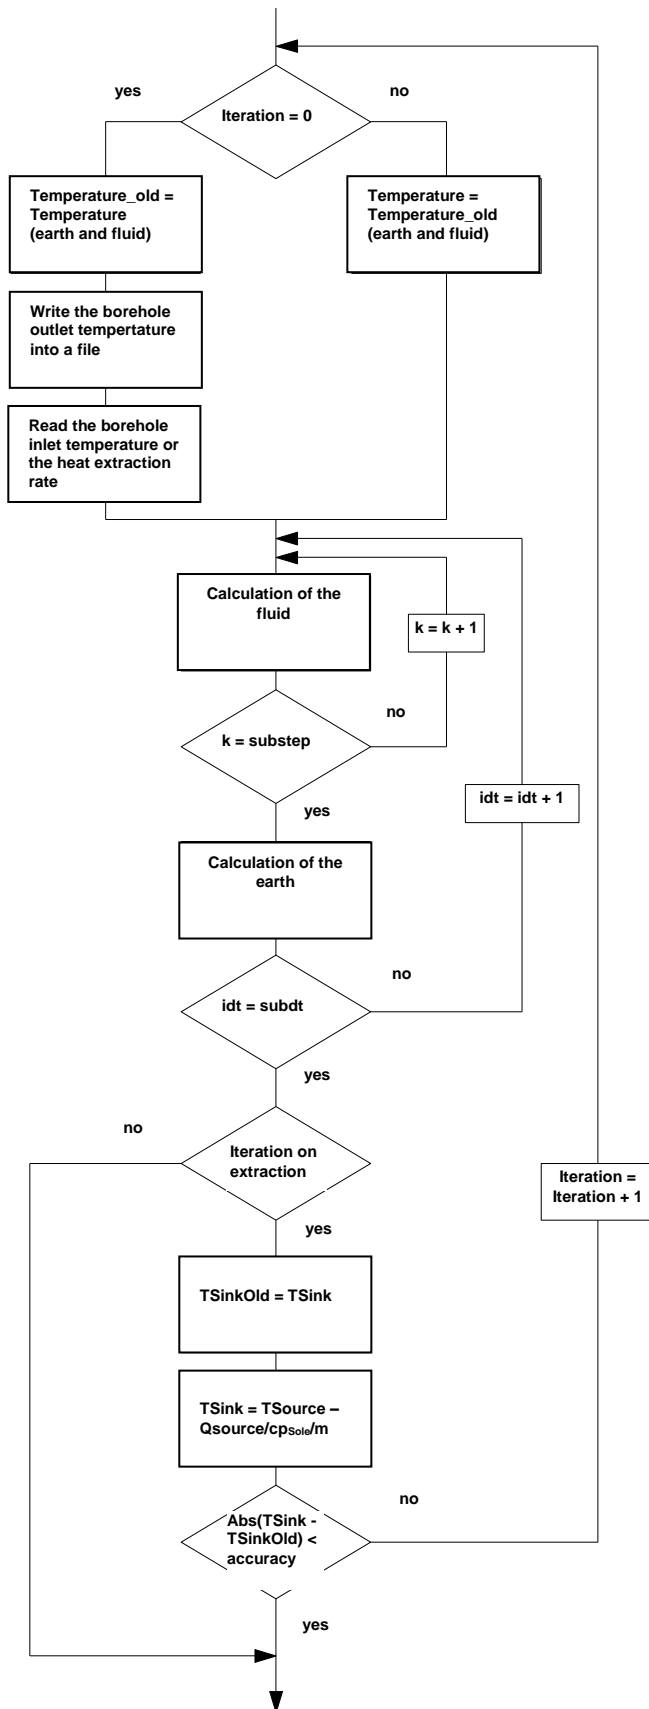 yes
no
Iteration = 0
Temperature_old =
Temperature
(earth and fluid)
Temperature =
Temperature_old
(earth and fluid)
Write the borehole
outlet tempertature
into a file
Read the borehole
inlet temperature or
the heat extraction
rate
Calculation of the
fluid
k = k + 1
no
k = substep
idt = idt + 1
yes
Calculation of the
earth
no
idt = subdt
yes
no
Iteration on
extraction
Iteration =
Iteration + 1
yes
TSinkOld = TSink
TSink = TSource –
Qsource/cpSole/m
no
Abs(TSink -
TSinkOld) <
accuracy
yes